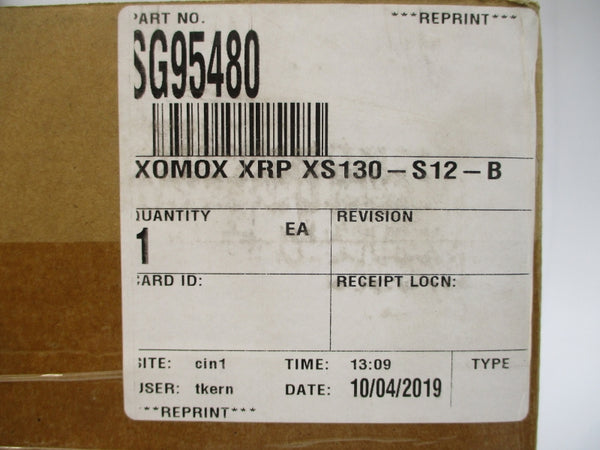 PART NO. ***REPRINT***
SG95480
XOMOX XRP XS130-S12-B
QUANTITY EA REVISION
1
CARD ID: RECEIPT LOCN:
SITE: cin1 TIME: 13:09 TYPE
USER: tkern DATE: 10/04/2019
***REPRINT***